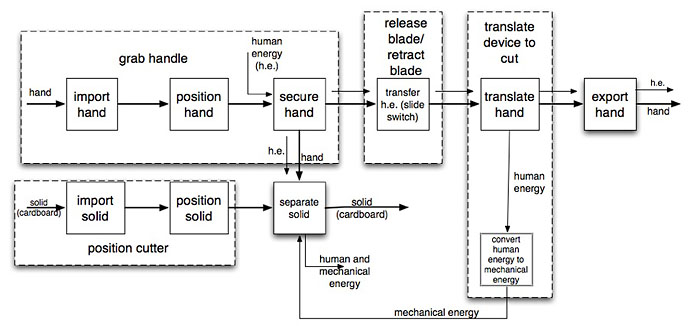 grab handle
human
energy
(h.e.)
hand
import
hand
position
hand
secure
hand
release
blade/
retract
blade
transfer
h.e. (slide
switch)
translate
device to
cut
translate
hand
export
hand
h.e.
hand
h.e.
hand
human
energy
solid
(cardboard)
import
solid
position
solid
separate
solid
solid
(cardboard)
position cutter
human and
mechanical
energy
convert
human
energy to
mechanical
energy
mechanical energy